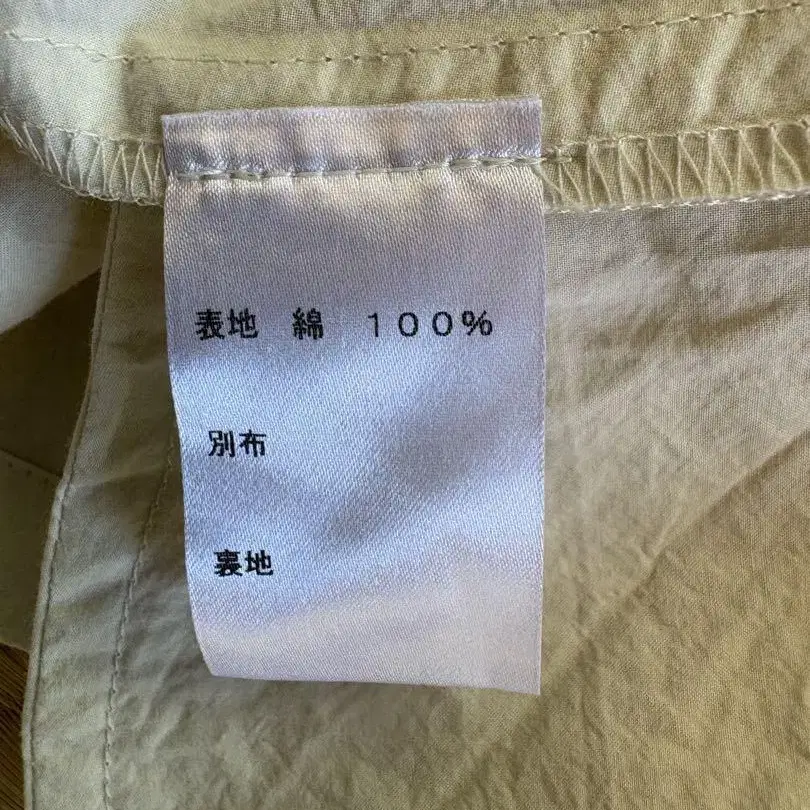 表地 綿 100%
別布
裏地